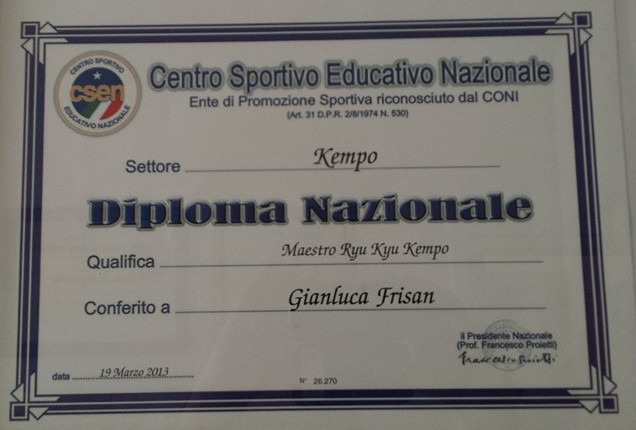 CENTRO SPORTIVO
csen
EDUCATIVO NAZIONALE
Centro Sportivo Educativo Nazionale
Ente di Promozione Sportiva riconosciuto dal CONI
(Art. 31 D.P.R. 2/8/1974 N. 530)
Settore Kempo
Diploma Nazionale
Qualifica Maestro Ryu Kyu Kempo
Conferito a Gianluca Frisan
Il Presidente Nazionale
(Prof. Francesco Proietti)
Francesco Proietti
data 19 Marzo 2013
N° 26.270